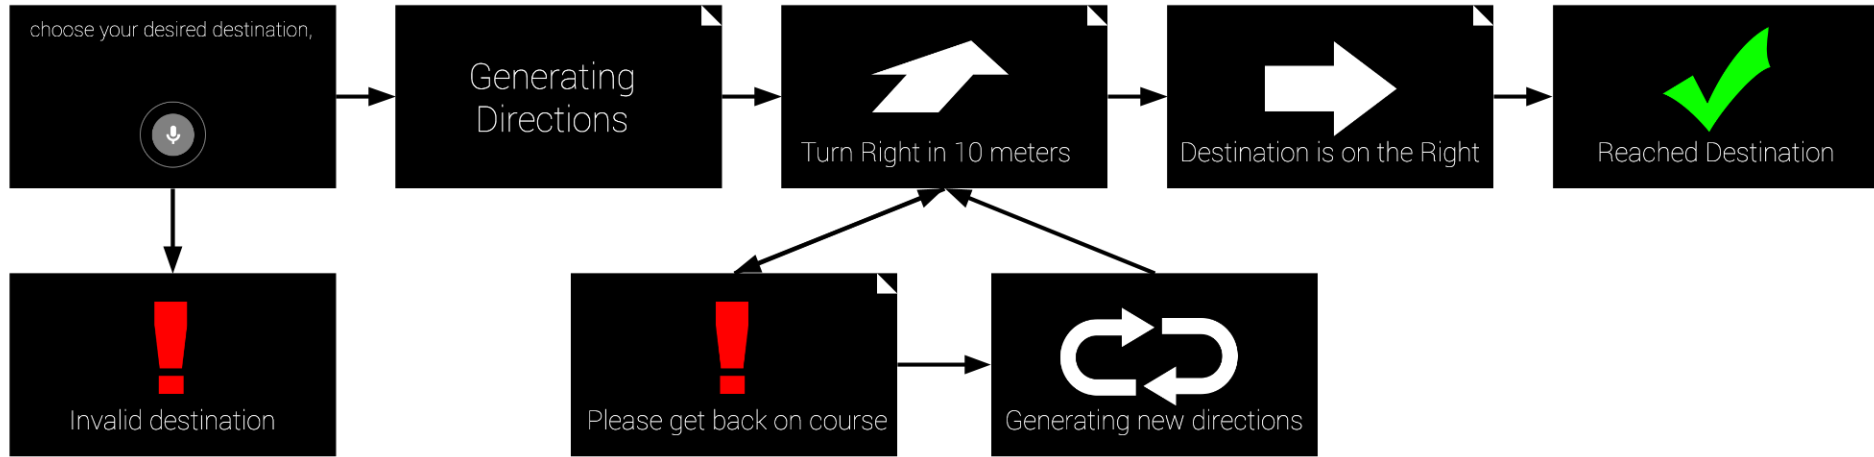 choose your desired destination,
Generating
Directions
Turn Right in 10 meters
Destination is on the Right
Reached Destination
Invalid destination
Please get back on course
Generating new directions